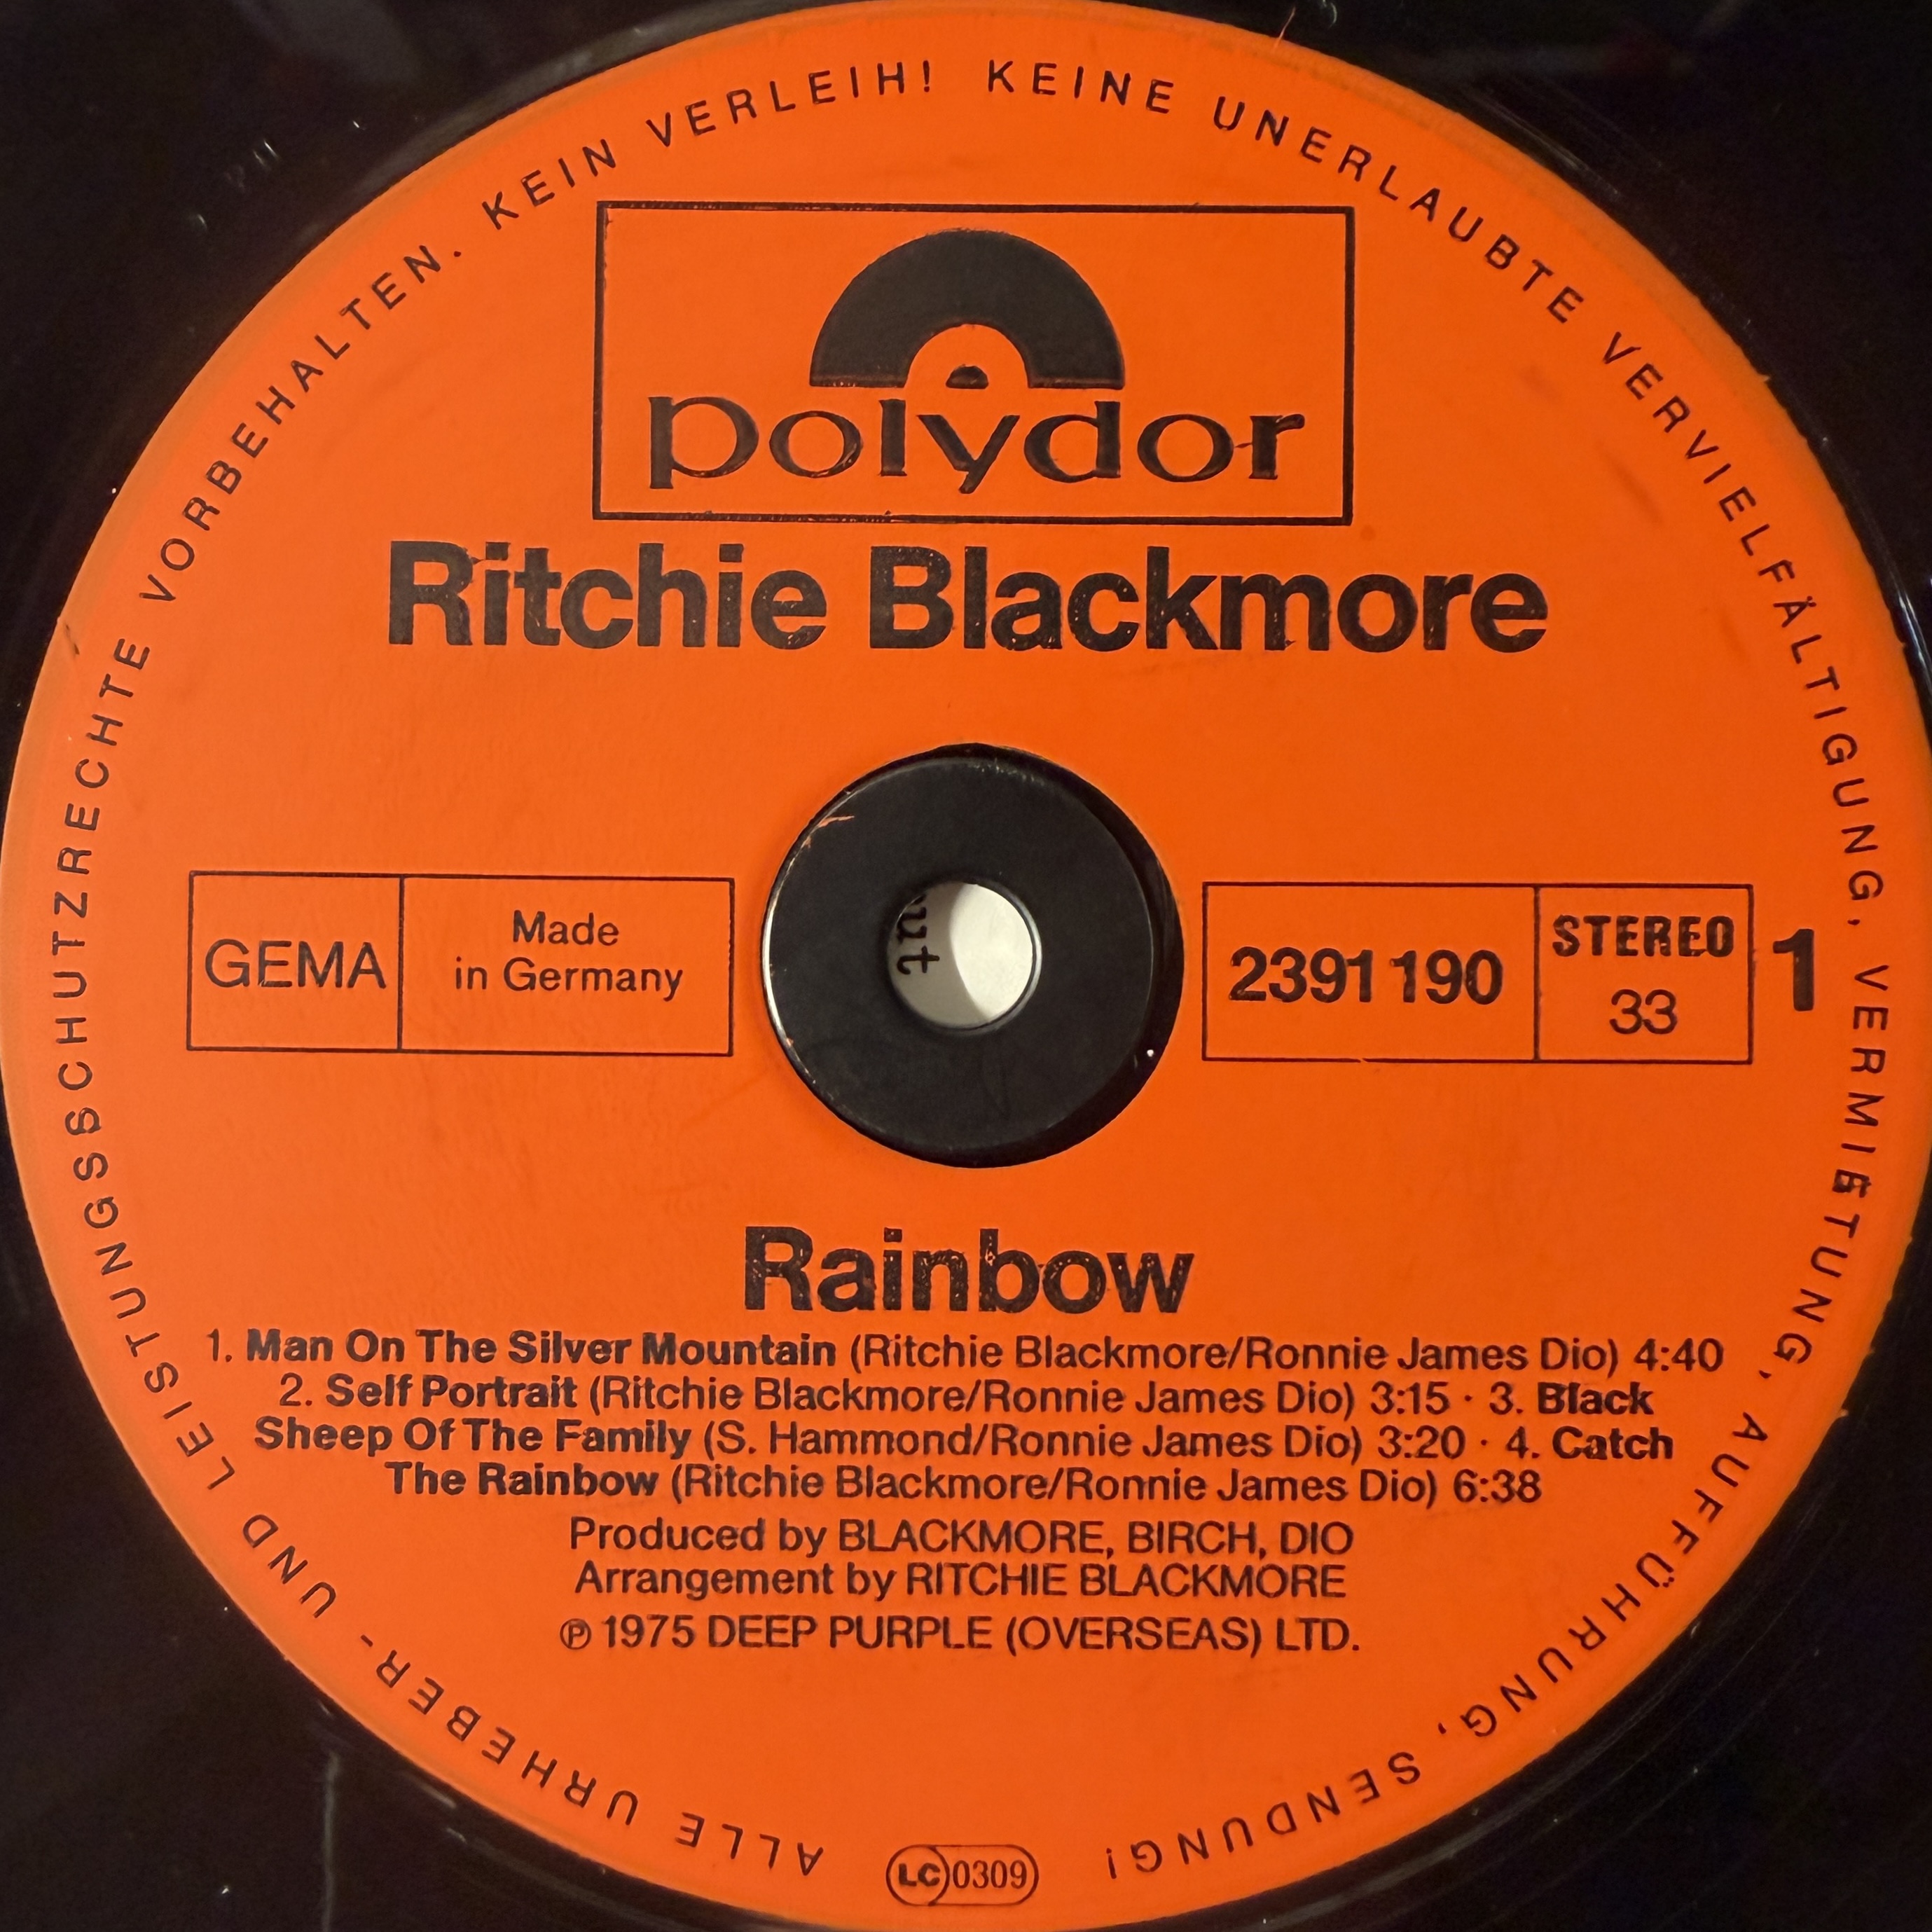 ALLE URHEBER- UND LEISTUNGSSCHUTZRECHTE VORBEHALTEN. KEIN VERLEIH! KEINE UNERLAUBTE VERVIELFÄLTIGUNG, VERMIETUNG, AUFFÜHRUNG, SENDUNG!
polydor
Ritchie Blackmore
GEMA
Made
in Germany
2391 190
STEREO
33
1
Rainbow
1. Man On The Silver Mountain (Ritchie Blackmore/Ronnie James Dio) 4:40
2. Self Portrait (Ritchie Blackmore/Ronnie James Dio) 3:15 · 3. Black
Sheep Of The Family (S. Hammond/Ronnie James Dio) 3:20 · 4. Catch
The Rainbow (Ritchie Blackmore/Ronnie James Dio) 6:38
Produced by BLACKMORE, BIRCH, DIO
Arrangement by RITCHIE BLACKMORE
℗ 1975 DEEP PURPLE (OVERSEAS) LTD.
LC 0309